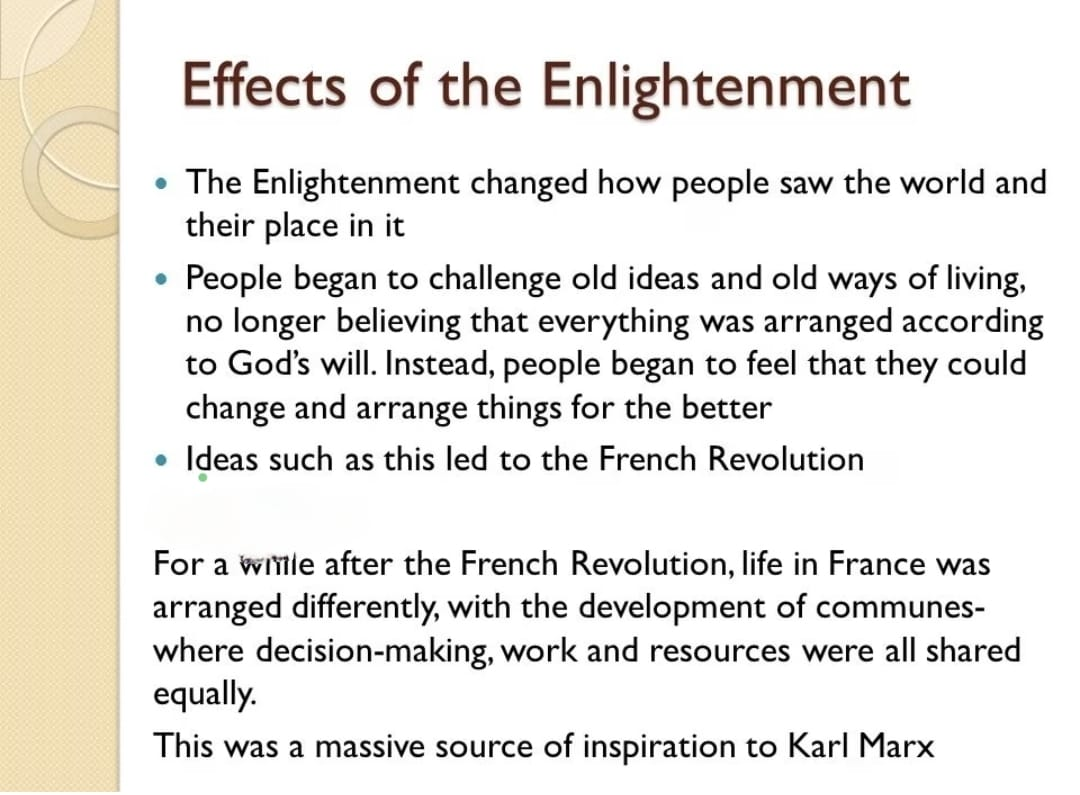 Effects of the Enlightenment
• The Enlightenment changed how people saw the world and
their place in it
• People began to challenge old ideas and old ways of living,
no longer believing that everything was arranged according
to God's will. Instead, people began to feel that they could
change and arrange things for the better
• Ideas such as this led to the French Revolution
For a while after the French Revolution, life in France was
arranged differently, with the development of communes-
where decision-making, work and resources were all shared
equally.
This was a massive source of inspiration to Karl Marx